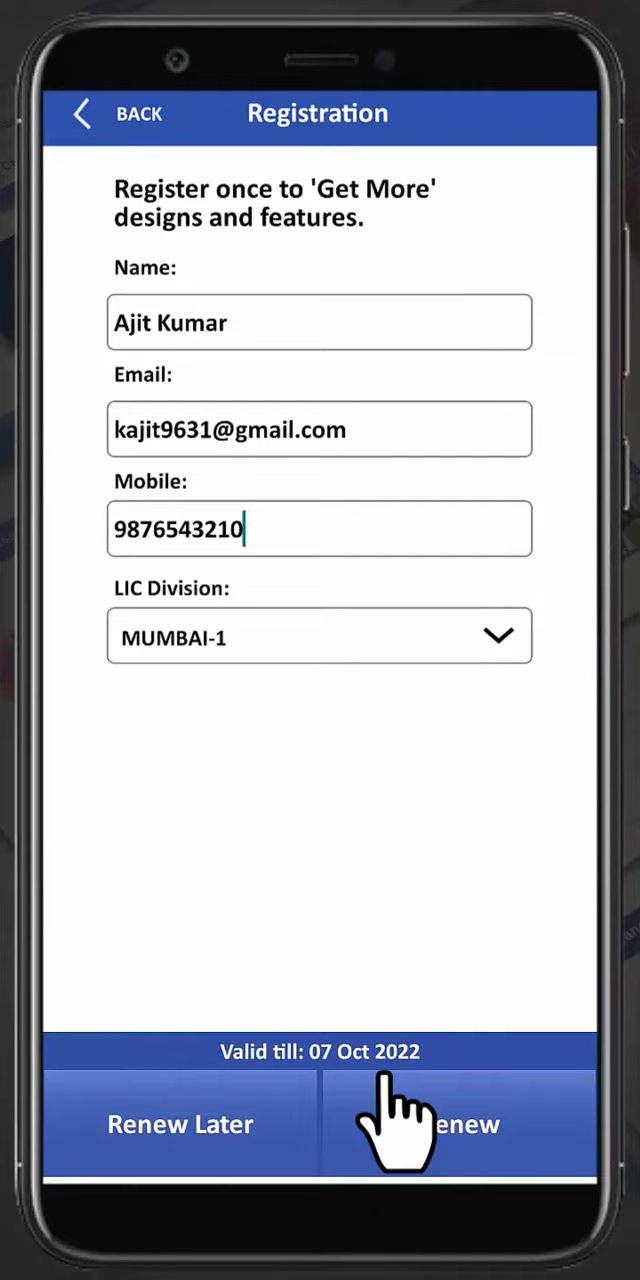 BACK
Registration
Register once to 'Get More'
designs and features.
Name:
Ajit Kumar
Email:
kajit9631@gmail.com
Mobile:
9876543210
LIC Division:
MUMBAI-1
Valid till: 07 Oct 2022
Renew Later
enew